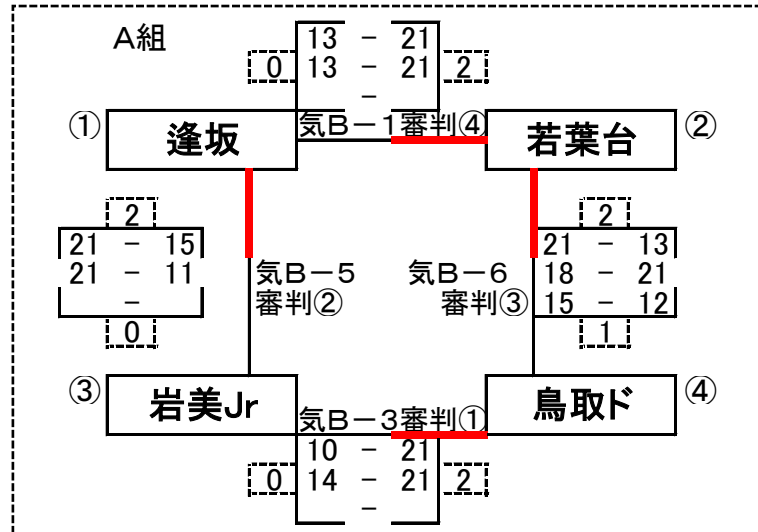 A組
13 - 21
0 13 - 21 2
-
① 逢坂 気B-1審判④ 若葉台 ②
2
21 - 15
21 - 11
-
0
気B-5
審判②
気B-6
審判③
2
21 - 13
18 - 21
15 - 12
1
③ 岩美Jr 気B-3審判① 鳥取ド ④
10 - 21
0 14 - 21 2
-